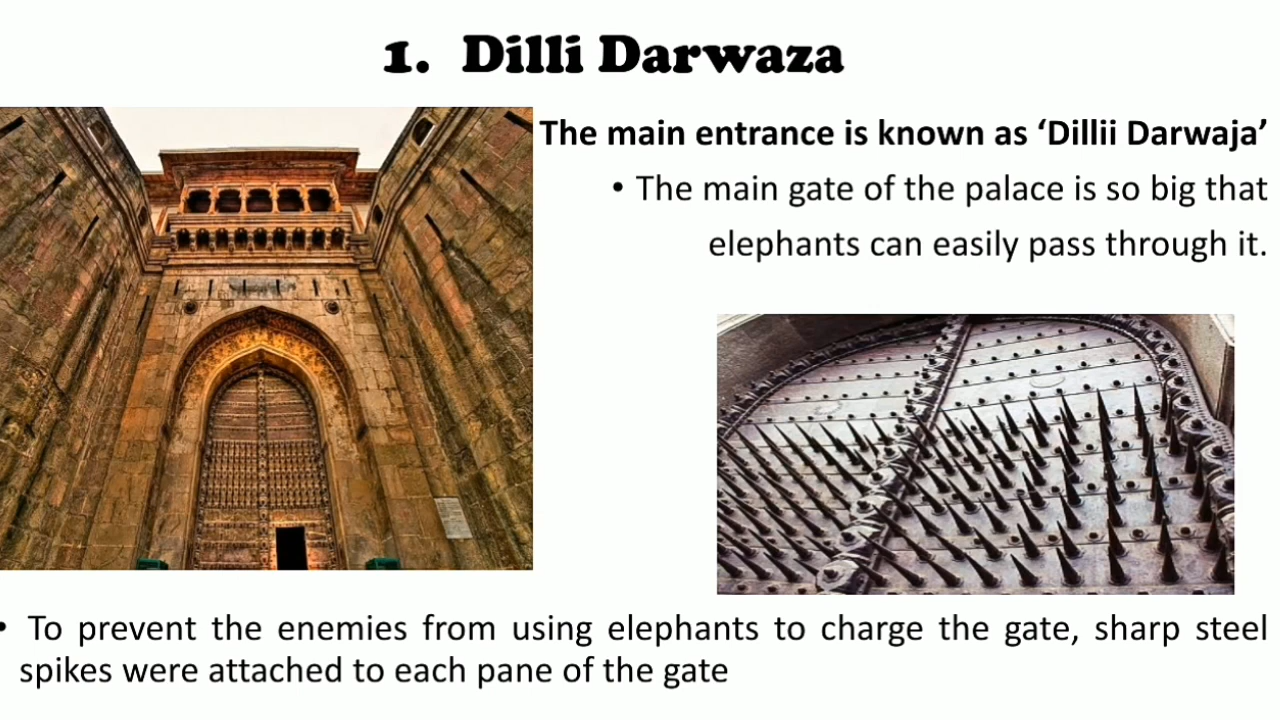 1. Dilli Darwaza
The main entrance is known as ‘Dillii Darwaja’
• The main gate of the palace is so big that
elephants can easily pass through it.
• To prevent the enemies from using elephants to charge the gate, sharp steel
spikes were attached to each pane of the gate